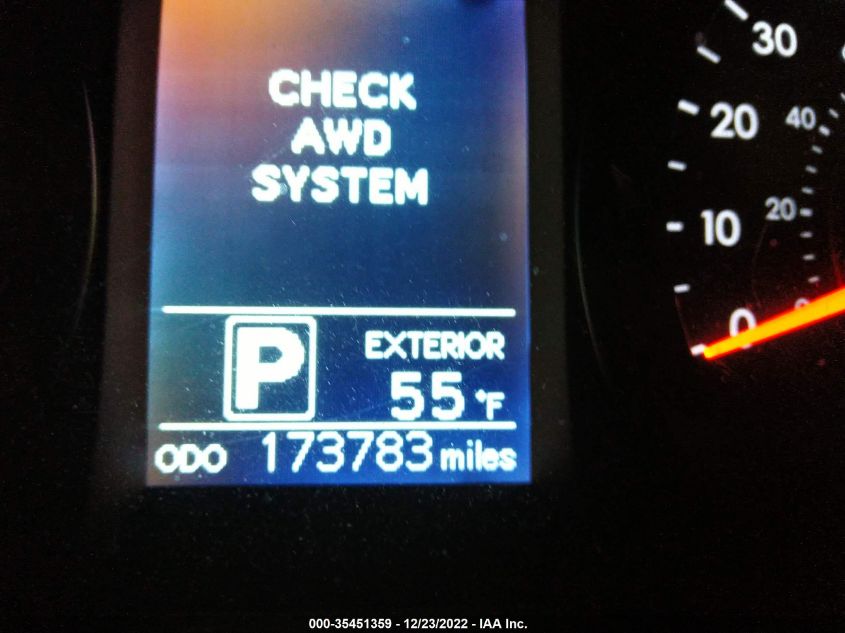 CHECK
AWD
SYSTEM
P
EXTERIOR
55 °F
ODO 173783 miles
30
20
10
0
40
20
0
000-35451359 - 12/23/2022 - IAA Inc.